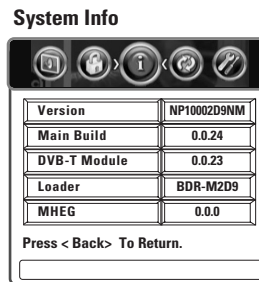 System Info
Version NP10002D9NM
Main Build 0.0.24
DVB-T Module 0.0.23
Loader BDR-M2D9
MHEG 0.0.0
Press < Back> To Return.